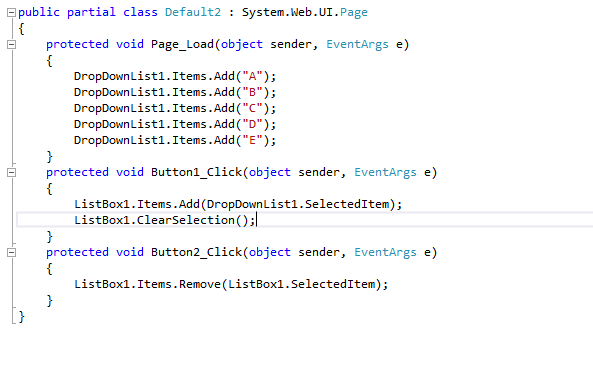 public partial class Default2 : System.Web.UI.Page
{
    protected void Page_Load(object sender, EventArgs e)
    {
        DropDownList1.Items.Add("A");
        DropDownList1.Items.Add("B");
        DropDownList1.Items.Add("C");
        DropDownList1.Items.Add("D");
        DropDownList1.Items.Add("E");
    }
    protected void Button1_Click(object sender, EventArgs e)
    {
        ListBox1.Items.Add(DropDownList1.SelectedItem);
        ListBox1.ClearSelection();
    }
    protected void Button2_Click(object sender, EventArgs e)
    {
        ListBox1.Items.Remove(ListBox1.SelectedItem);
    }
}